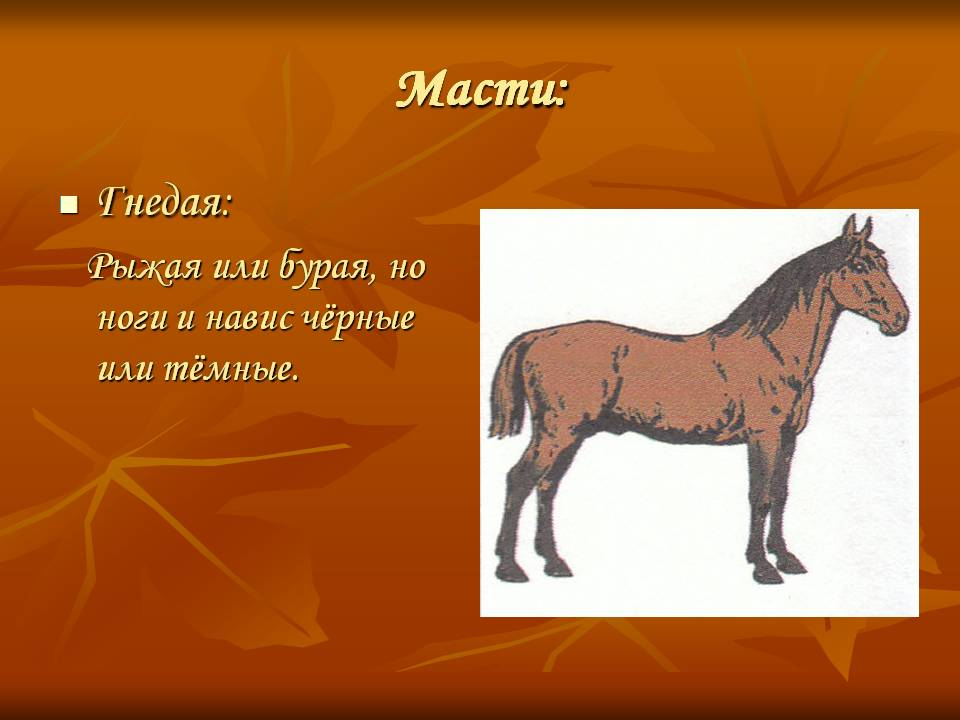 Масти:
Гнедая:
Рыжая или бурая, но
ноги и навис чёрные
или тёмные.